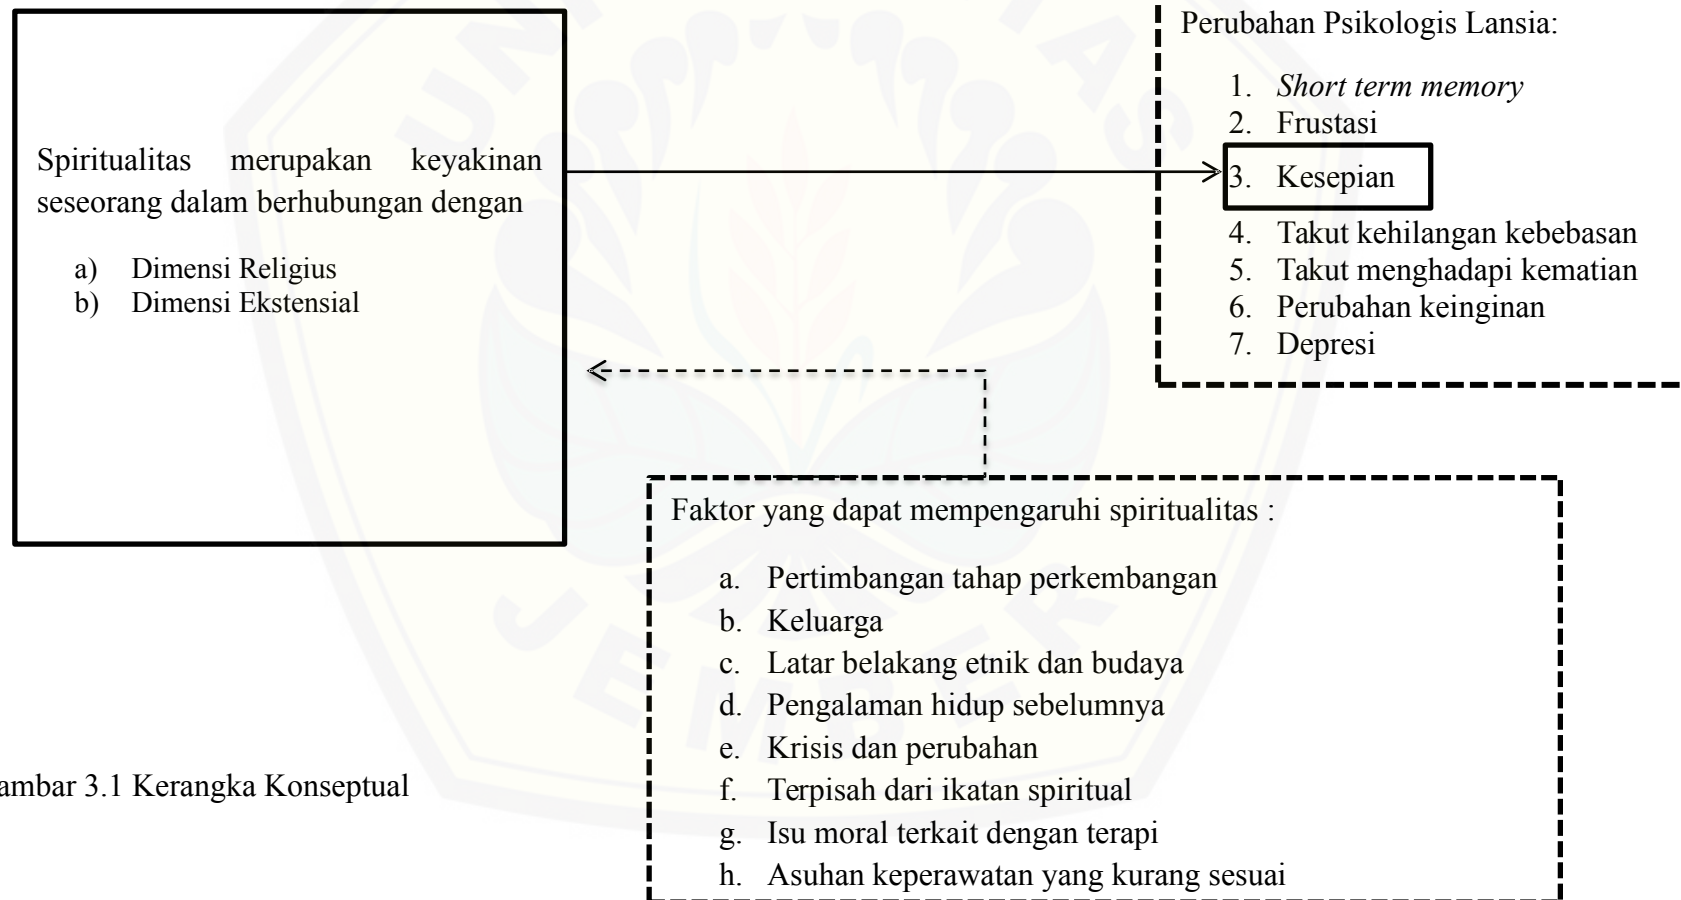 Spiritualitas merupakan keyakinan
seseorang dalam berhubungan dengan
a) Dimensi Religius
b) Dimensi Ekstensial
Perubahan Psikologis Lansia:
1. Short term memory
2. Frustasi
3. Kesepian
4. Takut kehilangan kebebasan
5. Takut menghadapi kematian
6. Perubahan keinginan
7. Depresi
Faktor yang dapat mempengaruhi spiritualitas :
a. Pertimbangan tahap perkembangan
b. Keluarga
c. Latar belakang etnik dan budaya
d. Pengalaman hidup sebelumnya
e. Krisis dan perubahan
f. Terpisah dari ikatan spiritual
g. Isu moral terkait dengan terapi
h. Asuhan keperawatan yang kurang sesuai
ambar 3.1 Kerangka Konseptual
JEMBER